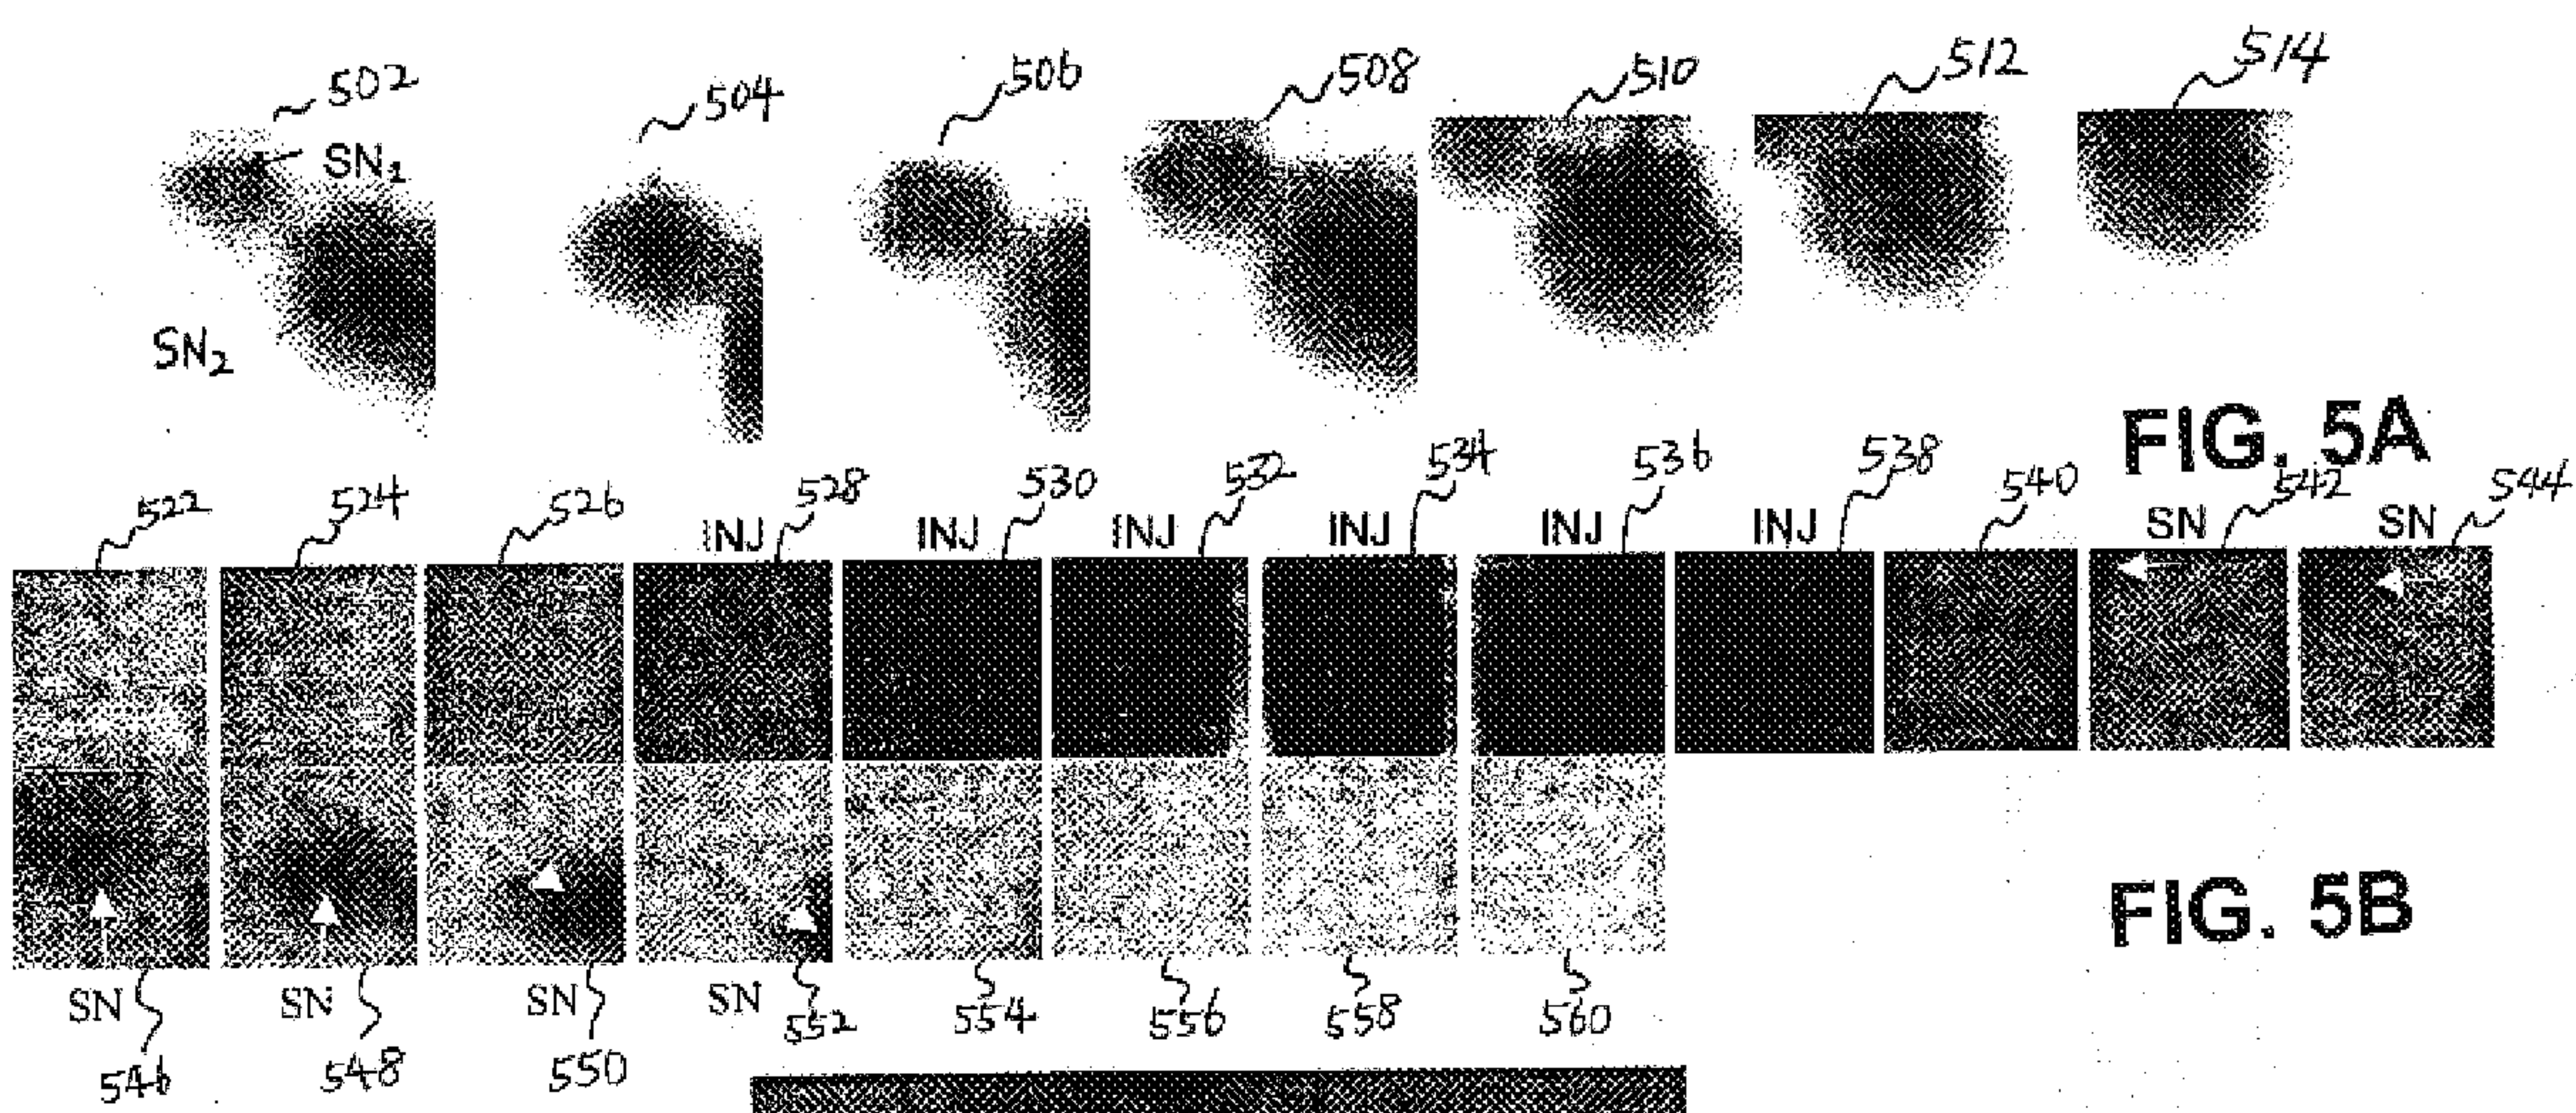 502 504 506 508 510 512 514
SN₁
SN₂
FIG. 5A
522 524 526 528 530 532 534 536 538 540 542 544
INJ INJ INJ INJ INJ INJ SN SN
FIG. 5B
SN SN SN SN
546 548 550 552 554 556 558 560